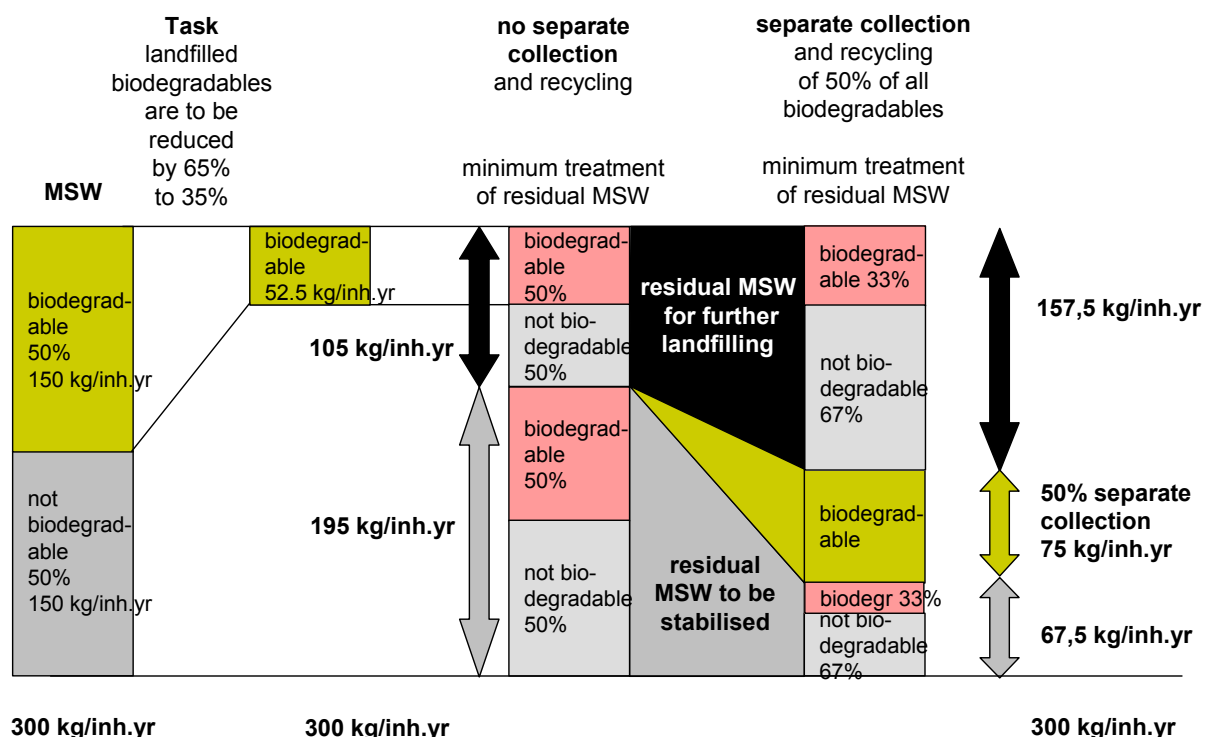 Task
landfilled
biodegradables
are to be
reduced
by 65%
to 35%
no separate
collection
and recycling
separate collection
and recycling
of 50% of all
biodegradables
minimum treatment
of residual MSW
minimum treatment
of residual MSW
MSW
biodegrad-
able
50%
150 kg/inh.yr
not
biodegrad-
able
50%
150 kg/inh.yr
biodegrad-
able
52.5 kg/inh.yr
105 kg/inh.yr
195 kg/inh.yr
biodegrad-
able
50%
not bio-
degradable
50%
biodegrad-
able
50%
not bio-
degradable
50%
residual MSW
for further
landfilling
residual
MSW to be
stabilised
biodegrad-
able 33%
not bio-
degradable
67%
biodegrad-
able
biodegr 33%
not bio-
degradable
67%
157,5 kg/inh.yr
50% separate
collection
75 kg/inh.yr
67,5 kg/inh.yr
300 kg/inh.yr
300 kg/inh.yr
300 kg/inh.yr